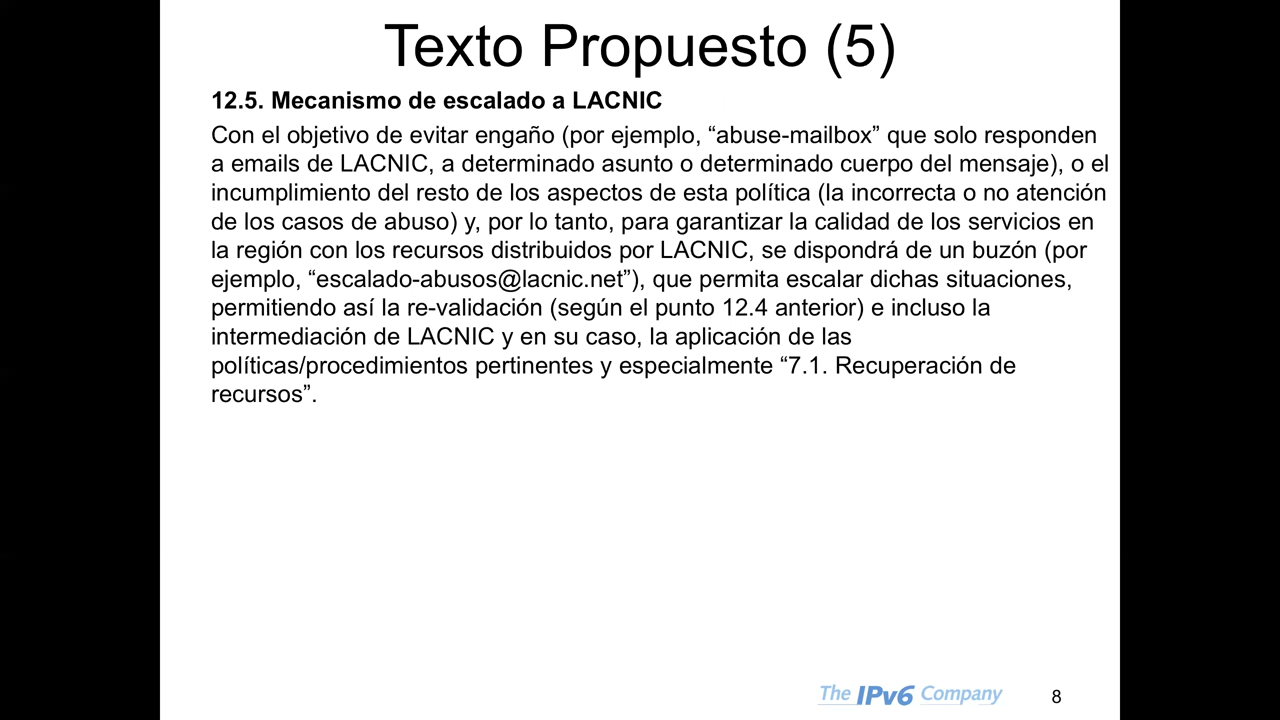 Texto Propuesto (5)
12.5. Mecanismo de escalado a LACNIC
Con el objetivo de evitar engaño (por ejemplo, “abuse-mailbox” que solo responden
a emails de LACNIC, a determinado asunto o determinado cuerpo del mensaje), o el
incumplimiento del resto de los aspectos de esta política (la incorrecta o no atención
de los casos de abuso) y, por lo tanto, para garantizar la calidad de los servicios en
la región con los recursos distribuidos por LACNIC, se dispondrá de un buzón (por
ejemplo, “escalado-abusos@lacnic.net”), que permita escalar dichas situaciones,
permitiendo así la re-validación (según el punto 12.4 anterior) e incluso la
intermediación de LACNIC y en su caso, la aplicación de las
políticas/procedimientos pertinentes y especialmente “7.1. Recuperación de
recursos”.
The IPv6 Company
8